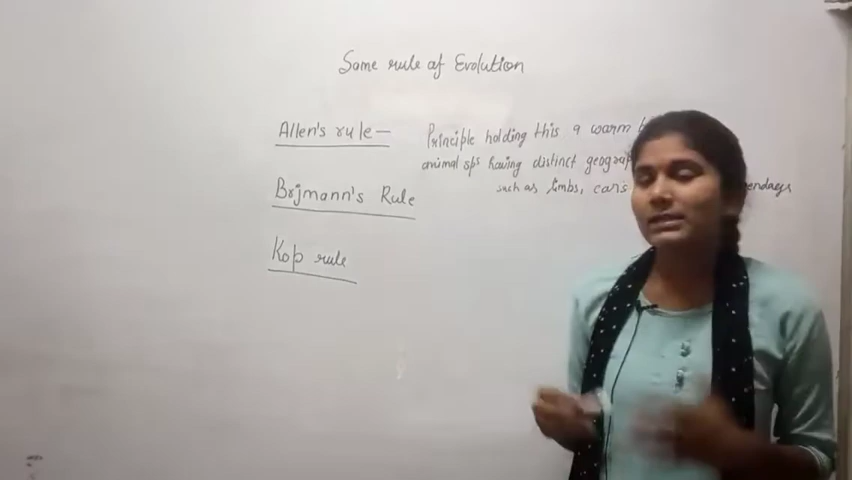 Some rule of Evolution
Allen's rule— Principle holding this a warm
animal sps having distinct
such as limbs, ears
Brjmann's Rule
Kop rule